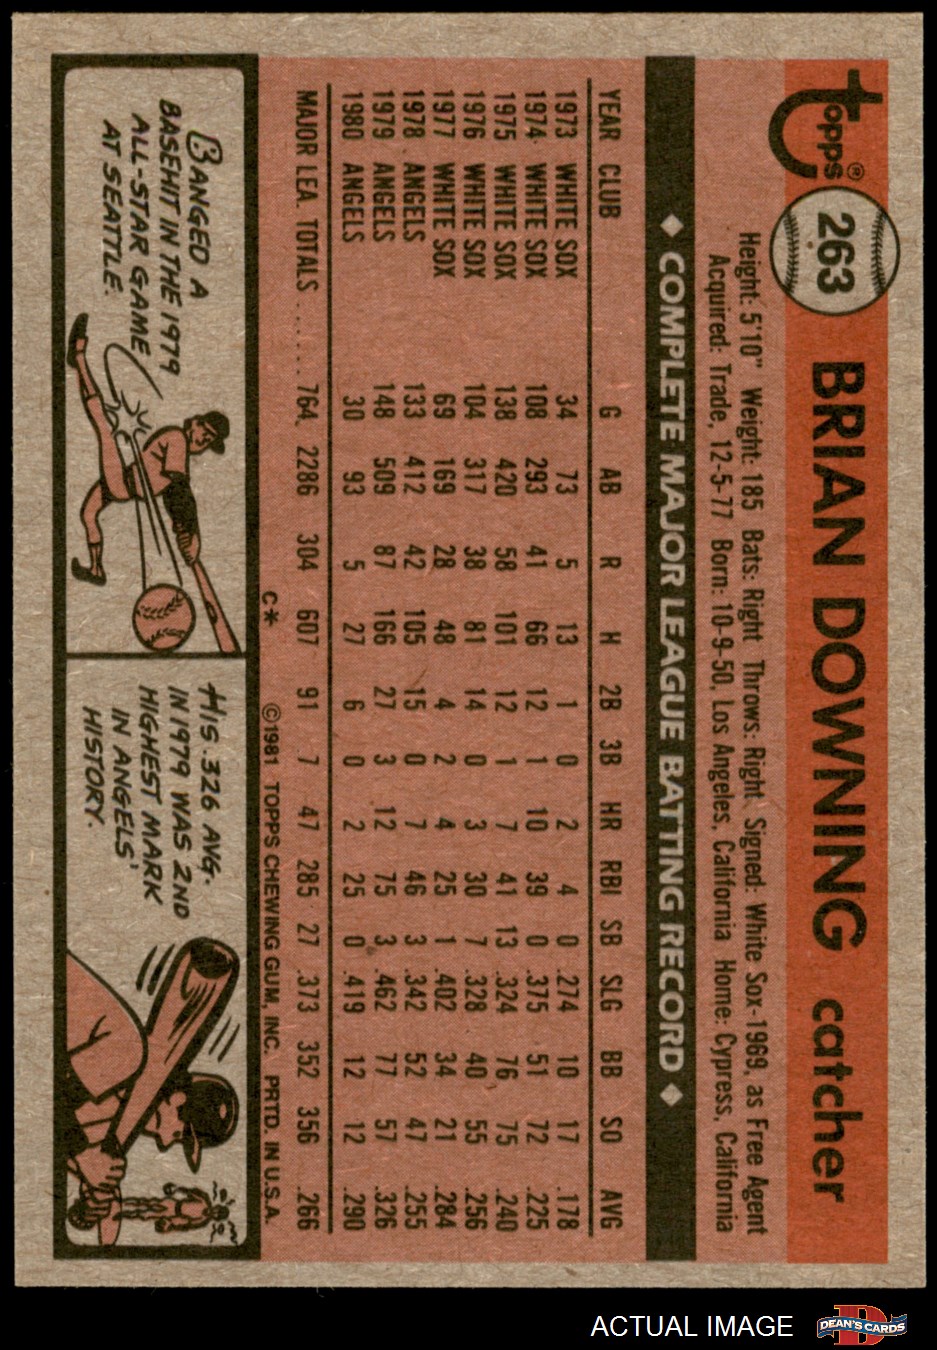 Topps®
263
BRIAN DOWNING catcher
Height: 5'10" Weight: 185 Bats: Right Throws: Right Signed: White Sox-1969, as Free Agent
Acquired: Trade, 12-5-77 Born: 10-9-50, Los Angeles, California Home: Cypress, California
◆ COMPLETE MAJOR LEAGUE BATTING RECORD ◆
YEAR CLUB G AB R H 2B 3B HR RBI SB SLG BB SO AVG
1973 WHITE SOX 34 73 5 13 1 0 2 4 0 .274 10 17 .178
1974 WHITE SOX 108 293 41 66 12 1 10 39 0 .375 51 72 .225
1975 WHITE SOX 138 420 58 101 12 1 7 41 13 .324 76 75 .240
1976 WHITE SOX 104 317 38 81 14 0 3 30 7 .328 40 55 .256
1977 WHITE SOX 69 169 28 48 4 2 4 25 1 .402 34 21 .284
1978 ANGELS 133 412 42 105 15 0 7 46 3 .342 52 47 .255
1979 ANGELS 148 509 87 166 27 3 12 75 3 .462 77 57 .326
1980 ANGELS 30 93 5 27 6 0 2 25 0 .419 12 12 .290
MAJOR LEA. TOTALS ....... 764 2286 304 607 91 7 47 285 27 .373 352 356 .266
C* ©1981 TOPPS CHEWING GUM, INC. PRTD. IN U.S.A.
BANGED A
BASEHIT IN THE 1979
ALL-STAR GAME
AT SEATTLE.
HIS .326 AVG.
IN 1979 WAS 2ND
HIGHEST MARK
IN ANGELS'
HISTORY.
ACTUAL IMAGE
DEAN'S CARDS